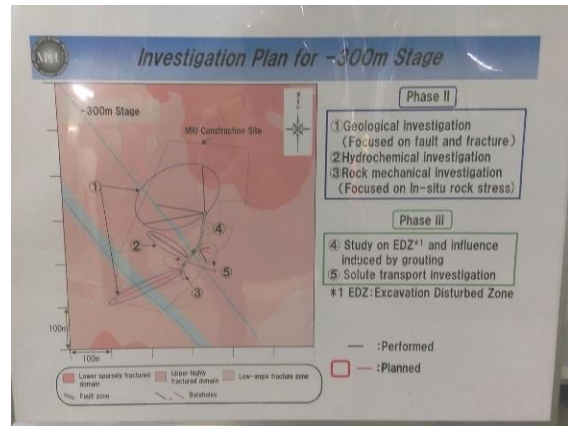 MIU
Investigation Plan for -300m Stage
-300m Stage
MIU Construction Site
N
①
②
③
④
⑤
100m
100m
Lower sparsely fractured domain
Upper highly fractured domain
Low-angle fracture zone
Fault zone
Boreholes
Phase II
①Geological investigation
(Focused on fault and fracture)
②Hydrochemical investigation
③Rock mechanical investigation
(Focused on In-situ rock stress)
Phase III
④ Study on EDZ*1 and influence
induced by grouting
⑤ Solute transport investigation
*1 EDZ:Excavation Disturbed Zone
:Performed
:Planned